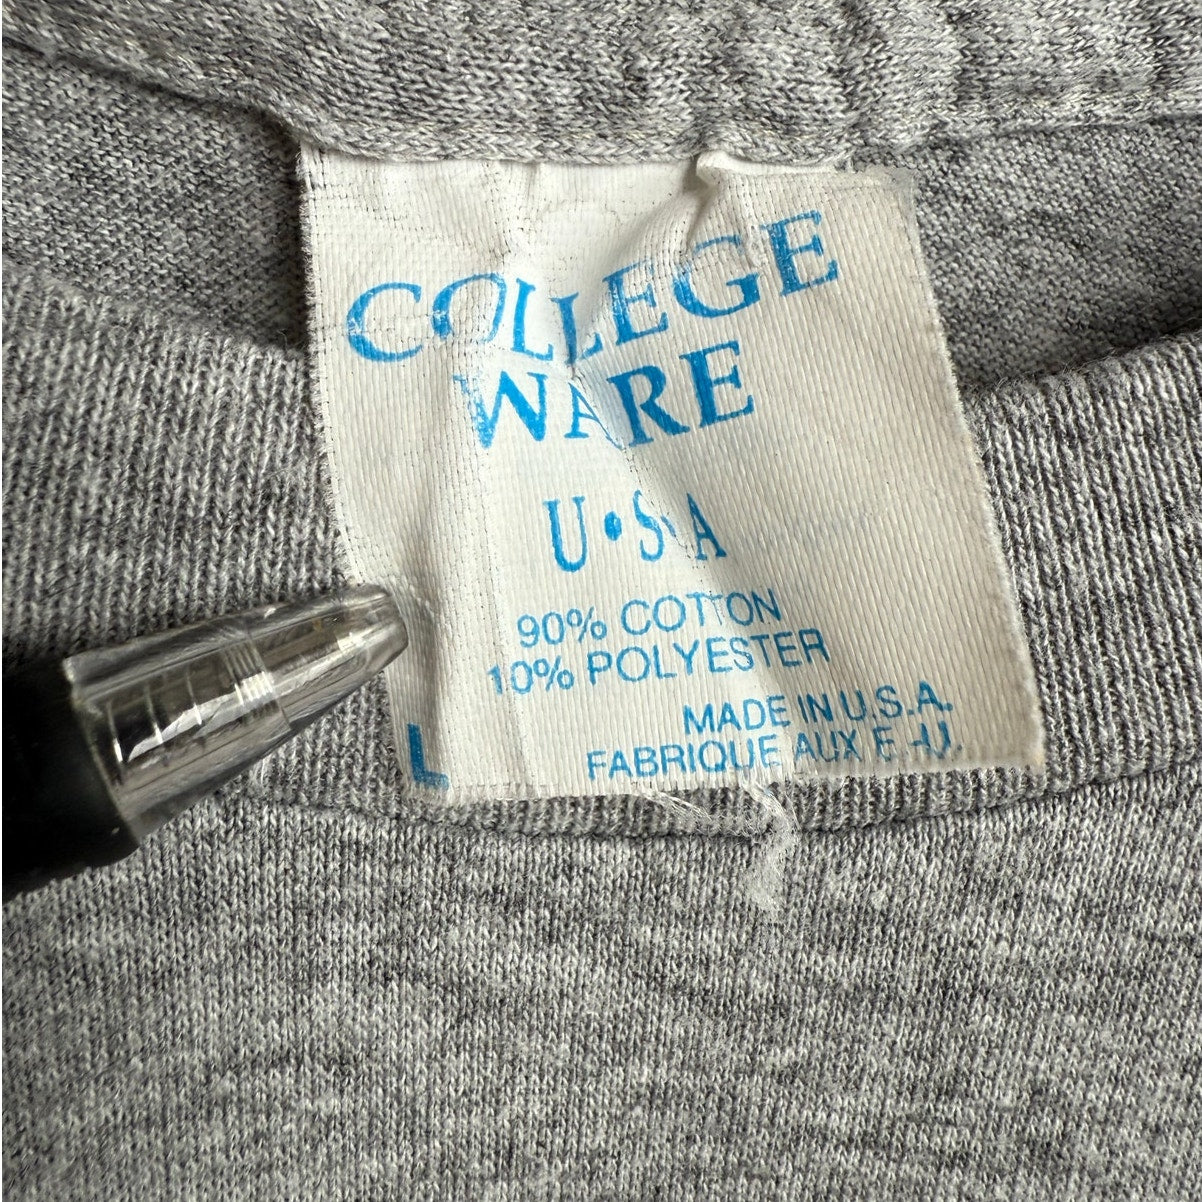 COLLEGE
WARE
U•S•A
90% COTTON
10% POLYESTER
MADE IN U.S.A.
FABRIQUE AUX E.-U.
L